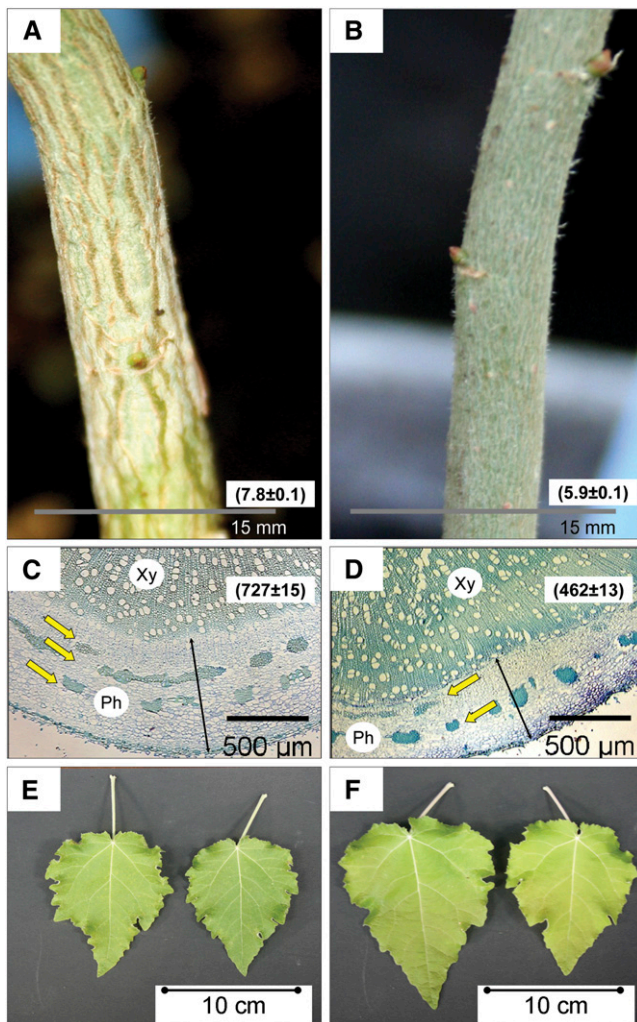 A
B
(7.8±0.1)
15 mm
(5.9±0.1)
15 mm
C
Xy
(727±15)
Ph
500 µm
D
Xy
(462±13)
Ph
500 µm
E
10 cm
F
10 cm